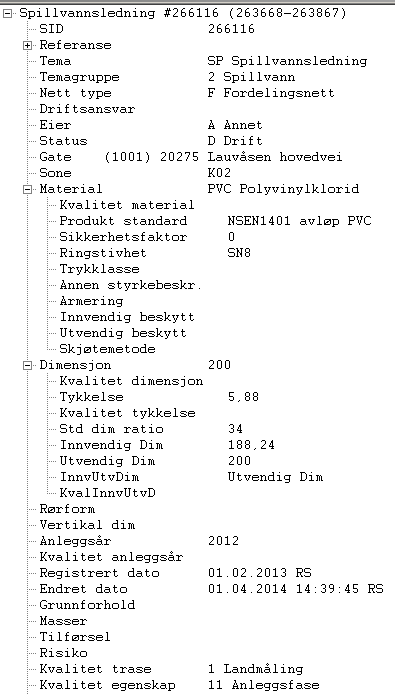 Spillvannsledning #266116 (263668-263867)
SID 266116
Referanse
Tema SP Spillvannsledning
Temagruppe 2 Spillvann
Nett type F Fordelingsnett
Driftsansvar
Eier A Annet
Status D Drift
Gate (1001) 20275 Lauvåsen hovedvei
Sone K02
Material PVC Polyvinylklorid
Kvalitet material
Produkt standard NSEN1401 avløp PVC
Sikkerhetsfaktor 0
Ringstivhet SN8
Trykklasse
Annen styrkebeskr.
Armering
Innvendig beskytt
Utvendig beskytt
Skjøtemetode
Dimensjon 200
Kvalitet dimensjon
Tykkelse 5,88
Kvalitet tykkelse
Std dim ratio 34
Innvendig Dim 188,24
Utvendig Dim 200
InnvUtvDim Utvendig Dim
KvalInnvUtvD
Rørform
Vertikal dim
Anleggsår 2012
Kvalitet anleggsår
Registrert dato 01.02.2013 RS
Endret dato 01.04.2014 14:39:45 RS
Grunnforhold
Masser
Tilførsel
Risiko
Kvalitet trase 1 Landmåling
Kvalitet egenskap 11 Anleggsfase